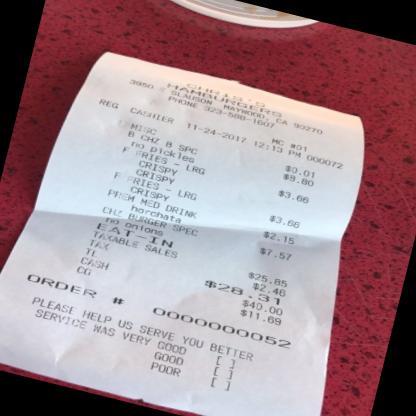 CHRIS'S
HAMBURGERS
3850 SLAUSON, MAYWOOD, CA 90270
PHONE 323-588-1607
MC #01
REG CASHIER 11-24-2017 12:13 PM 000072
MISC $0.01
B CHZ B SPC $9.80
no pickles
F FRIES - LRG $3.66
CRISPY
CRISPY
F FRIES - LRG $3.66
CRISPY
PREM MED DRINK $2.15
horchata
CHZ BURGER SPEC $7.57
no onions
EAT-IN
TAXABLE SALES $25.85
TAX $2.46
TL $28.31
CASH $40.00
CG $11.69
ORDER # 0000000052
PLEASE HELP US SERVE YOU BETTER
SERVICE WAS VERY GOOD [ ]
GOOD [ ]
POOR [ ]